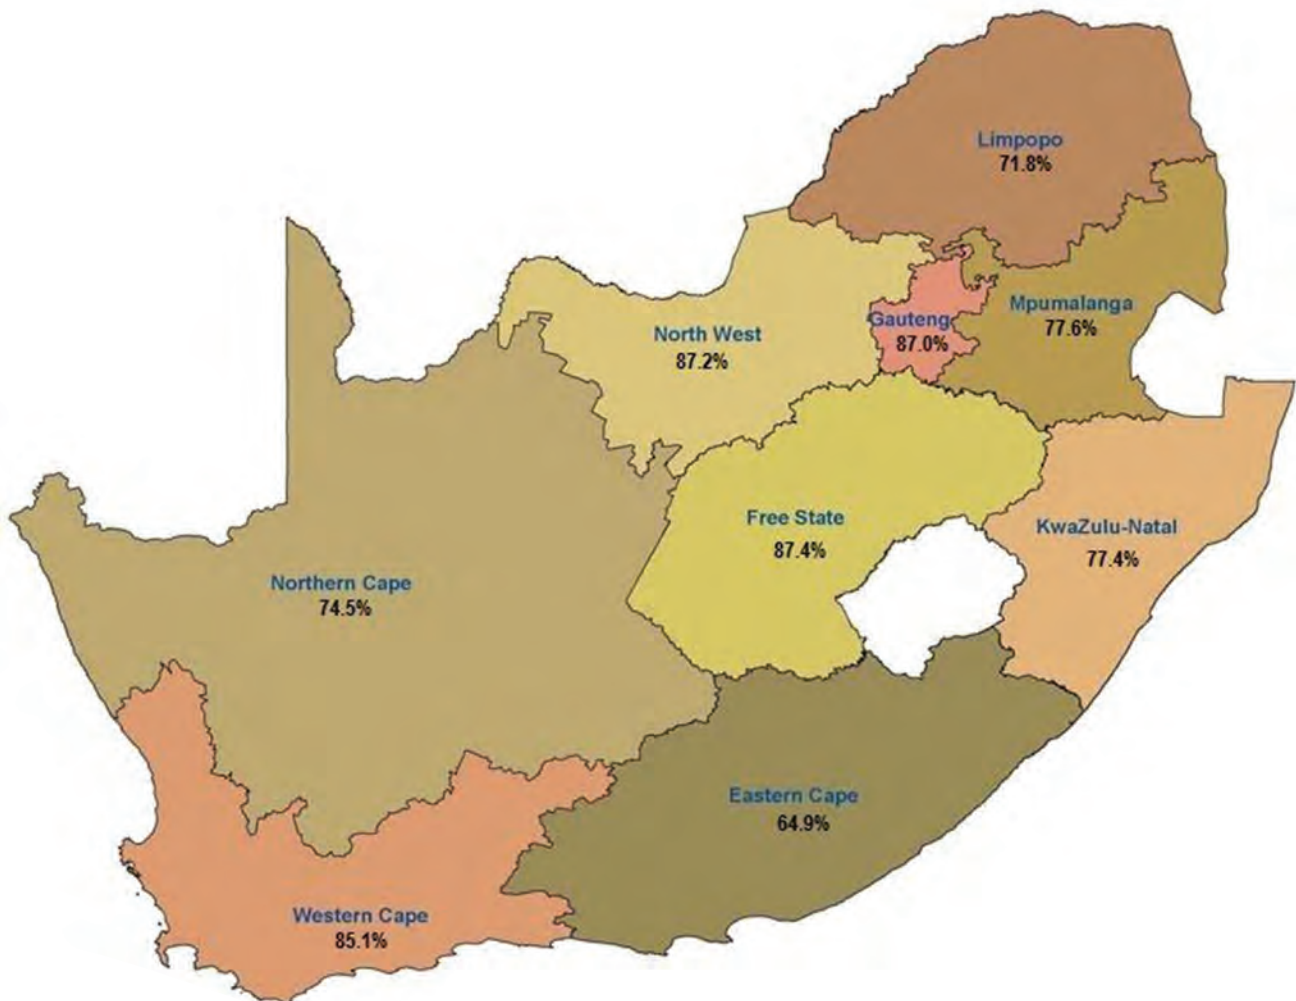 Limpopo
71.8%
Mpumalanga
77.6%
Gauteng
87.0%
North West
87.2%
Free State
87.4%
KwaZulu-Natal
77.4%
Northern Cape
74.5%
Eastern Cape
64.9%
Western Cape
85.1%